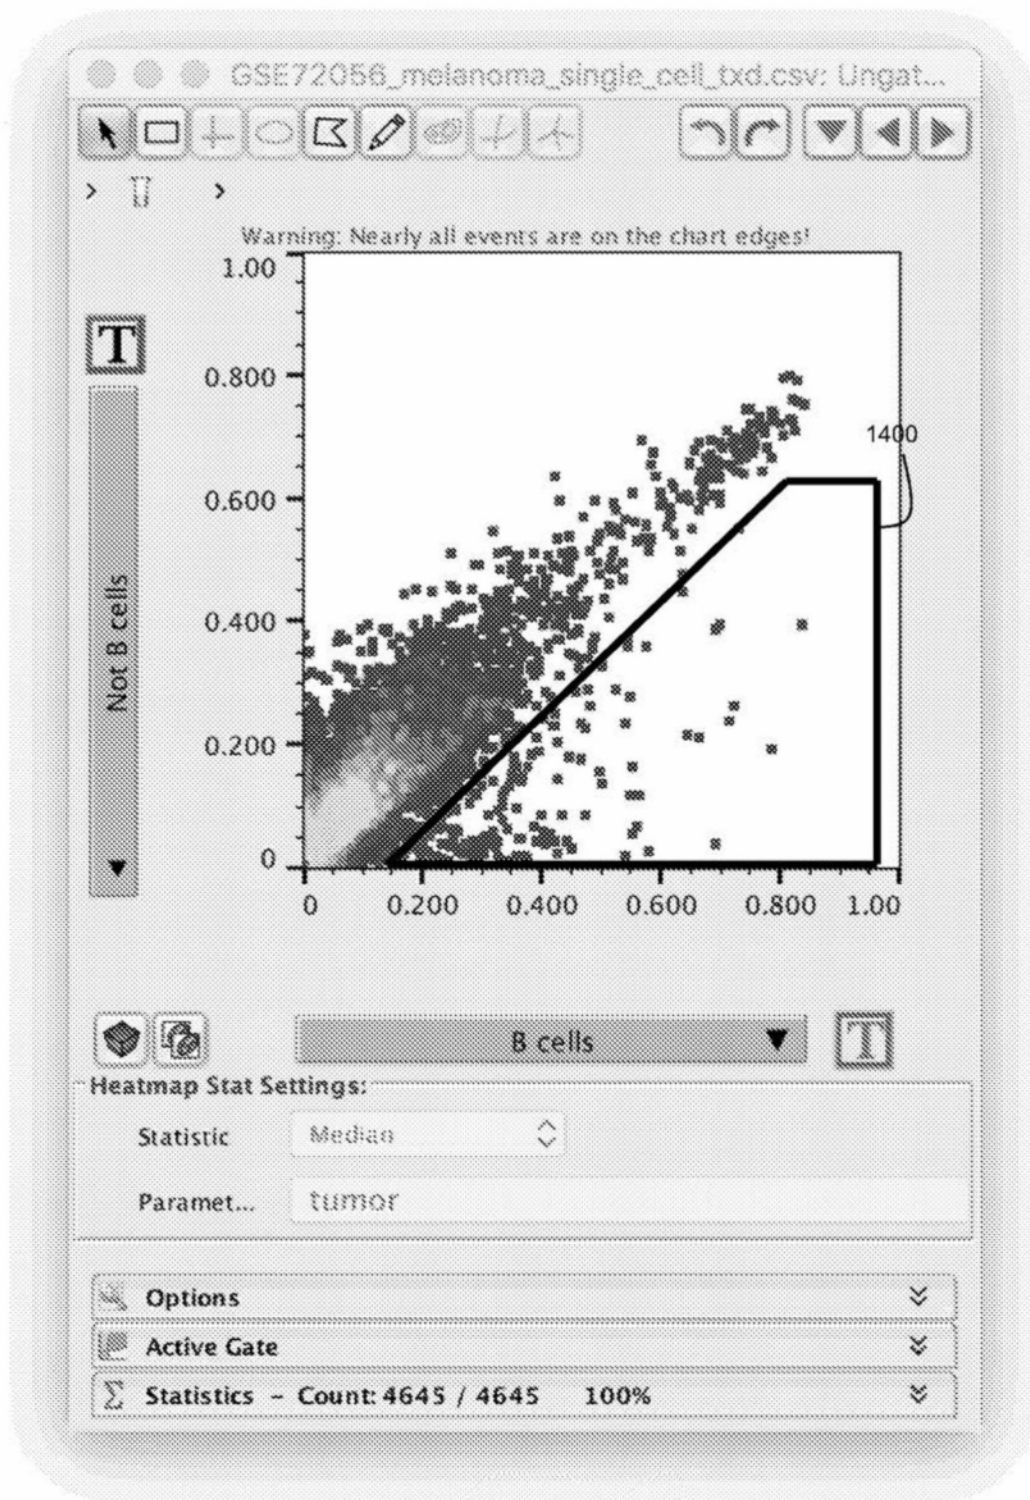 GSE72056_melanoma_single_cell_txd.csv: Ungat...
Warning: Nearly all events are on the chart edges!
1.00
0.800
0.600
0.400
0.200
0
T
Not B cells
1400
0 0.200 0.400 0.600 0.800 1.00
B cells
T
Heatmap Stat Settings:
Statistic Median
Paramet... tumor
Options
Active Gate
Σ Statistics - Count: 4645 / 4645 100%